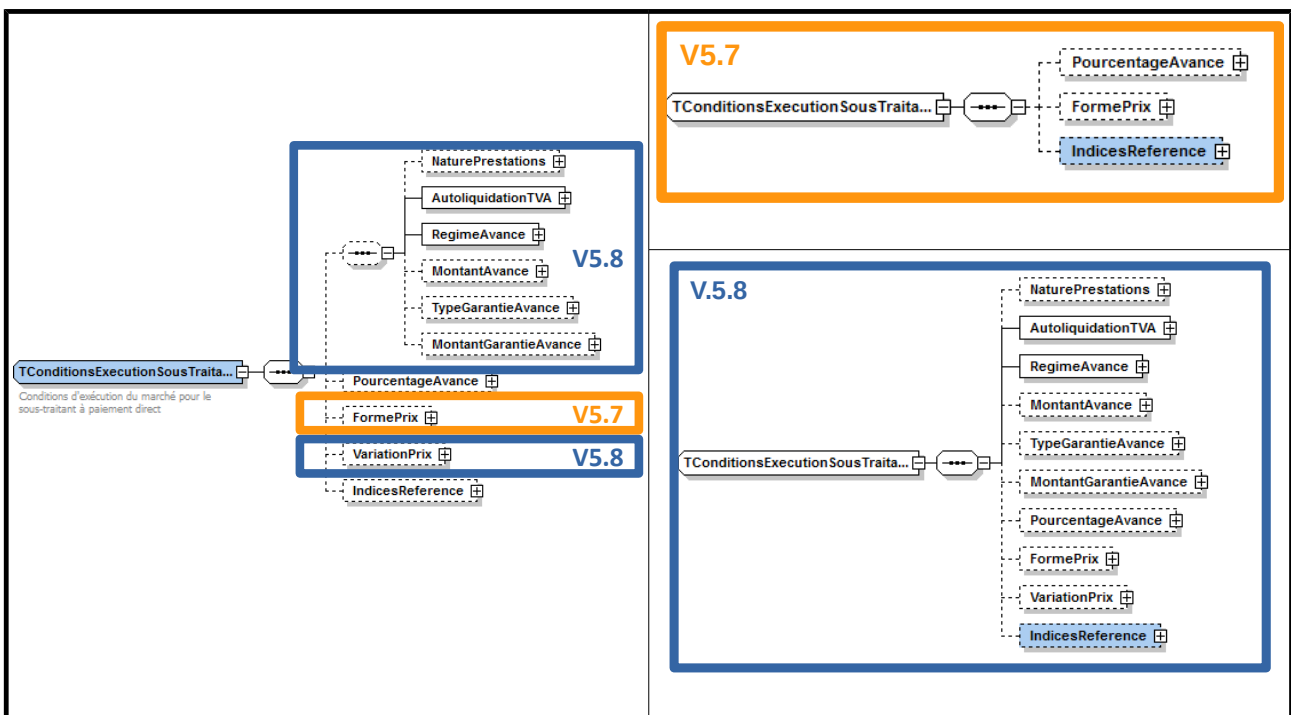 NaturePrestations
AutoliquidationTVA
RegimeAvance
V5.8
MontantAvance
TypeGarantieAvance
MontantGarantieAvance
TConditionsExecutionSousTraita...
Conditions d'exécution du marché pour le
sous-traitant à paiement direct
PourcentageAvance
FormePrix
V5.7
VariationPrix
V5.8
IndicesReference
V5.7
PourcentageAvance
TConditionsExecutionSousTraita...
FormePrix
IndicesReference
V.5.8
NaturePrestations
AutoliquidationTVA
RegimeAvance
MontantAvance
TypeGarantieAvance
TConditionsExecutionSousTraita...
MontantGarantieAvance
PourcentageAvance
FormePrix
VariationPrix
IndicesReference